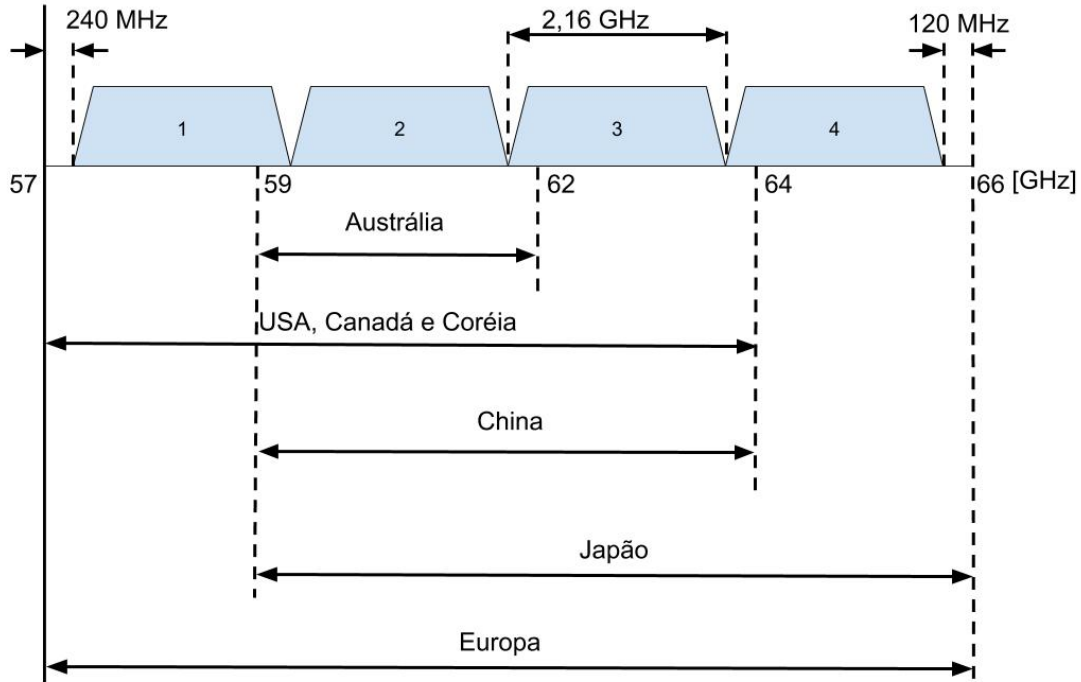 240 MHz
2,16 GHz
120 MHz
1
2
3
4
57
59
62
64
66 [GHz]
Austrália
USA, Canadá e Coréia
China
Japão
Europa